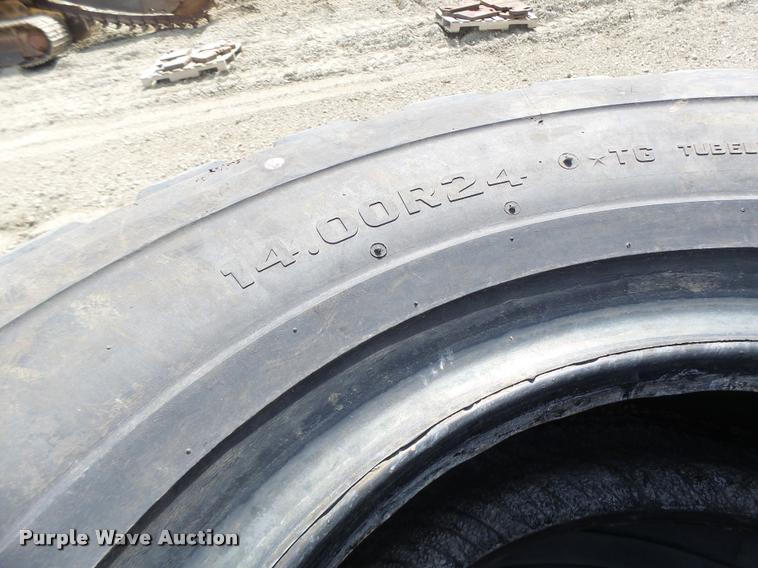 14.00R24 *TG TUBEL
Purple Wave Auction®